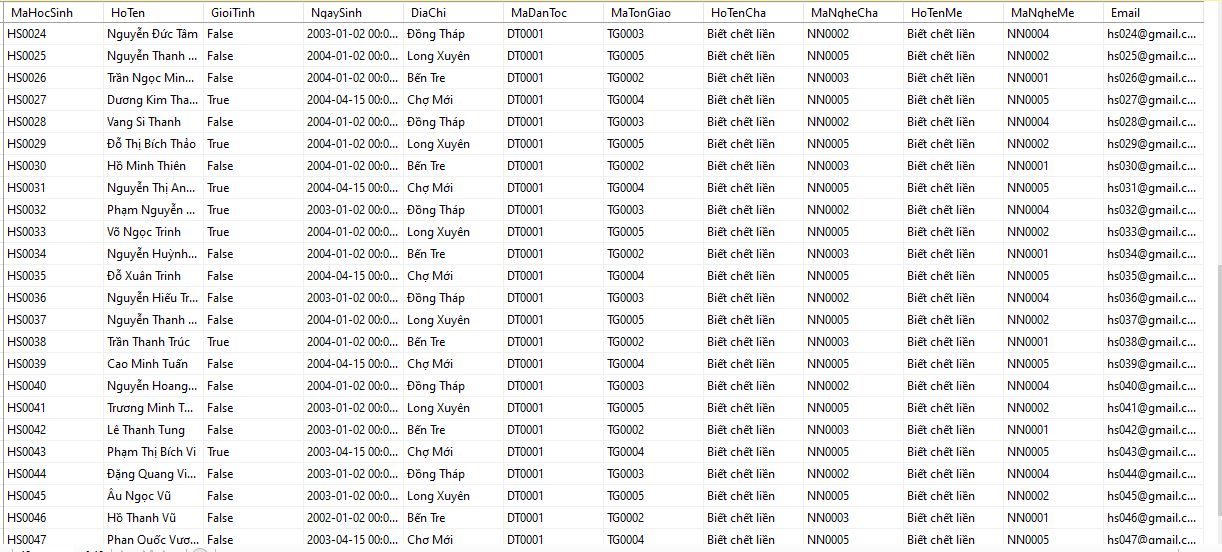 MaHocSinh HoTen GioiTinh NgaySinh DiaChi MaDanToc MaTonGiao HoTenCha MaNgheCha HoTenMe MaNgheMe Email
HS0024 Nguyễn Đức Tâm False 2003-01-02 00:0... Đồng Tháp DT0001 TG0003 Biết chết liền NN0002 Biết chết liền NN0004 hs024@gmail.c...
HS0025 Nguyễn Thanh ... False 2004-01-02 00:0... Long Xuyên DT0001 TG0005 Biết chết liền NN0005 Biết chết liền NN0002 hs025@gmail.c...
HS0026 Trần Ngọc Min... False 2004-01-02 00:0... Bến Tre DT0001 TG0002 Biết chết liền NN0003 Biết chết liền NN0001 hs026@gmail.c...
HS0027 Dương Kim Tha... True 2004-04-15 00:0... Chợ Mới DT0001 TG0004 Biết chết liền NN0005 Biết chết liền NN0005 hs027@gmail.c...
HS0028 Vang Si Thanh False 2004-04-15 00:0... Đồng Tháp DT0001 TG0003 Biết chết liền NN0002 Biết chết liền NN0004 hs028@gmail.c...
HS0029 Đỗ Thị Bích Thảo True 2004-01-02 00:0... Long Xuyên DT0001 TG0005 Biết chết liền NN0005 Biết chết liền NN0002 hs029@gmail.c...
HS0030 Hồ Minh Thiên False 2004-01-02 00:0... Bến Tre DT0001 TG0002 Biết chết liền NN0003 Biết chết liền NN0001 hs030@gmail.c...
HS0031 Nguyễn Thị An... True 2004-04-15 00:0... Chợ Mới DT0001 TG0004 Biết chết liền NN0005 Biết chết liền NN0005 hs031@gmail.c...
HS0032 Phạm Nguyễn ... True 2003-01-02 00:0... Đồng Tháp DT0001 TG0003 Biết chết liền NN0002 Biết chết liền NN0004 hs032@gmail.c...
HS0033 Võ Ngọc Trinh True 2004-01-02 00:0... Long Xuyên DT0001 TG0005 Biết chết liền NN0005 Biết chết liền NN0002 hs033@gmail.c...
HS0034 Nguyễn Huỳnh... False 2004-01-02 00:0... Bến Tre DT0001 TG0002 Biết chết liền NN0003 Biết chết liền NN0001 hs034@gmail.c...
HS0035 Đỗ Xuân Trinh False 2004-04-15 00:0... Chợ Mới DT0001 TG0004 Biết chết liền NN0005 Biết chết liền NN0005 hs035@gmail.c...
HS0036 Nguyễn Hiếu Tr... False 2003-01-02 00:0... Đồng Tháp DT0001 TG0003 Biết chết liền NN0002 Biết chết liền NN0004 hs036@gmail.c...
HS0037 Nguyễn Thanh ... False 2003-01-02 00:0... Long Xuyên DT0001 TG0005 Biết chết liền NN0005 Biết chết liền NN0002 hs037@gmail.c...
HS0038 Trần Thanh Trúc True 2004-01-02 00:0... Bến Tre DT0001 TG0002 Biết chết liền NN0003 Biết chết liền NN0001 hs038@gmail.c...
HS0039 Cao Minh Tuấn False 2004-04-15 00:0... Chợ Mới DT0001 TG0004 Biết chết liền NN0005 Biết chết liền NN0005 hs039@gmail.c...
HS0040 Nguyễn Hoang... False 2004-01-02 00:0... Đồng Tháp DT0001 TG0003 Biết chết liền NN0002 Biết chết liền NN0004 hs040@gmail.c...
HS0041 Trương Minh T... False 2003-01-02 00:0... Long Xuyên DT0001 TG0005 Biết chết liền NN0005 Biết chết liền NN0002 hs041@gmail.c...
HS0042 Lê Thanh Tung False 2003-01-02 00:0... Bến Tre DT0001 TG0002 Biết chết liền NN0003 Biết chết liền NN0001 hs042@gmail.c...
HS0043 Phạm Thị Bích Vi True 2003-04-15 00:0... Chợ Mới DT0001 TG0004 Biết chết liền NN0005 Biết chết liền NN0005 hs043@gmail.c...
HS0044 Đặng Quang Vi... False 2003-01-02 00:0... Đồng Tháp DT0001 TG0003 Biết chết liền NN0002 Biết chết liền NN0004 hs044@gmail.c...
HS0045 Âu Ngọc Vũ False 2003-01-02 00:0... Long Xuyên DT0001 TG0005 Biết chết liền NN0005 Biết chết liền NN0002 hs045@gmail.c...
HS0046 Hồ Thanh Vũ False 2002-01-02 00:0... Bến Tre DT0001 TG0002 Biết chết liền NN0003 Biết chết liền NN0001 hs046@gmail.c...
HS0047 Phan Quốc Vươ... False 2003-04-15 00:0... Chợ Mới DT0001 TG0004 Biết chết liền NN0005 Biết chết liền NN0005 hs047@gmail.c...